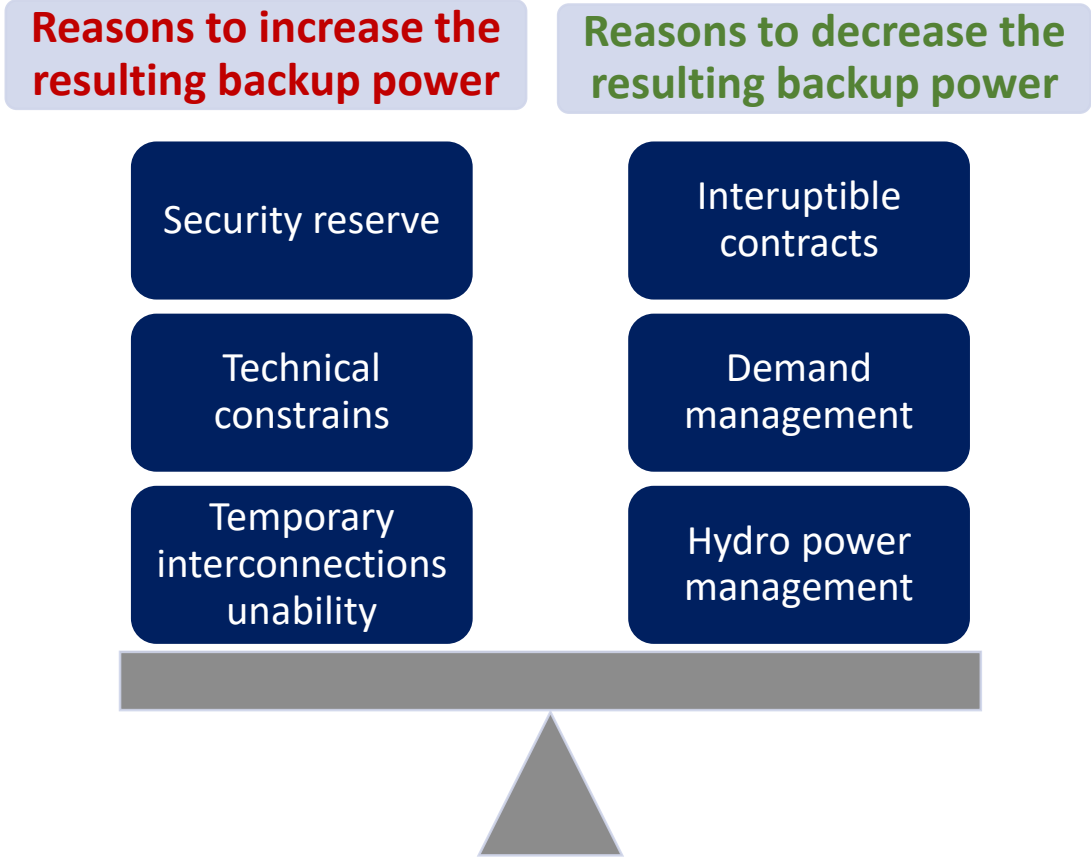 Reasons to increase the
resulting backup power
Reasons to decrease the
resulting backup power
Security reserve
Interuptible
contracts
Technical
constrains
Demand
management
Temporary
interconnections
unability
Hydro power
management